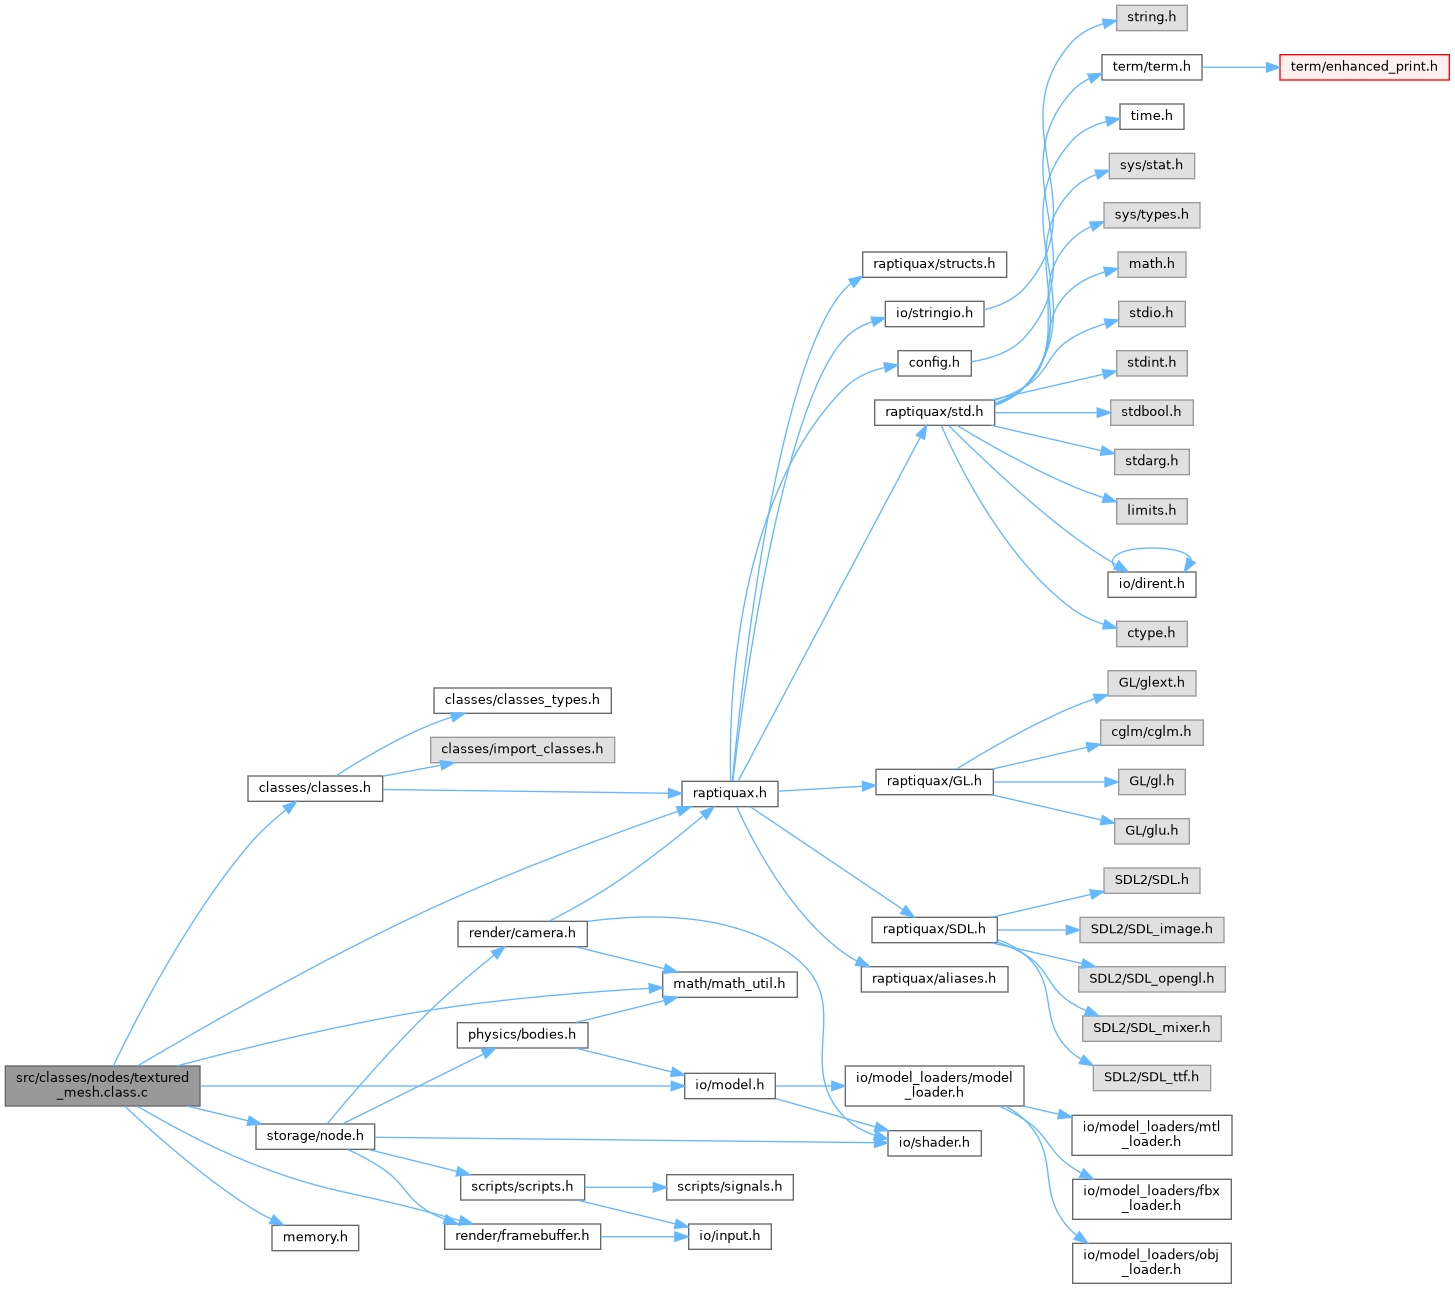 string.h
term/term.h
term/enhanced_print.h
time.h
sys/stat.h
sys/types.h
raptiquax/structs.h
math.h
io/stringio.h
stdio.h
config.h
stdint.h
raptiquax/std.h
stdbool.h
stdarg.h
limits.h
io/dirent.h
ctype.h
GL/glext.h
classes/classes_types.h
cglm/cglm.h
classes/import_classes.h
classes/classes.h
raptiquax.h
raptiquax/GL.h
GL/gl.h
GL/glu.h
SDL2/SDL.h
render/camera.h
raptiquax/SDL.h
SDL2/SDL_image.h
math/math_util.h
raptiquax/aliases.h
SDL2/SDL_opengl.h
physics/bodies.h
SDL2/SDL_mixer.h
src/classes/nodes/textured
_mesh.class.c
io/model.h
io/model_loaders/model
_loader.h
SDL2/SDL_ttf.h
storage/node.h
io/shader.h
io/model_loaders/mtl
_loader.h
scripts/scripts.h
scripts/signals.h
io/model_loaders/fbx
_loader.h
memory.h
render/framebuffer.h
io/input.h
io/model_loaders/obj
_loader.h